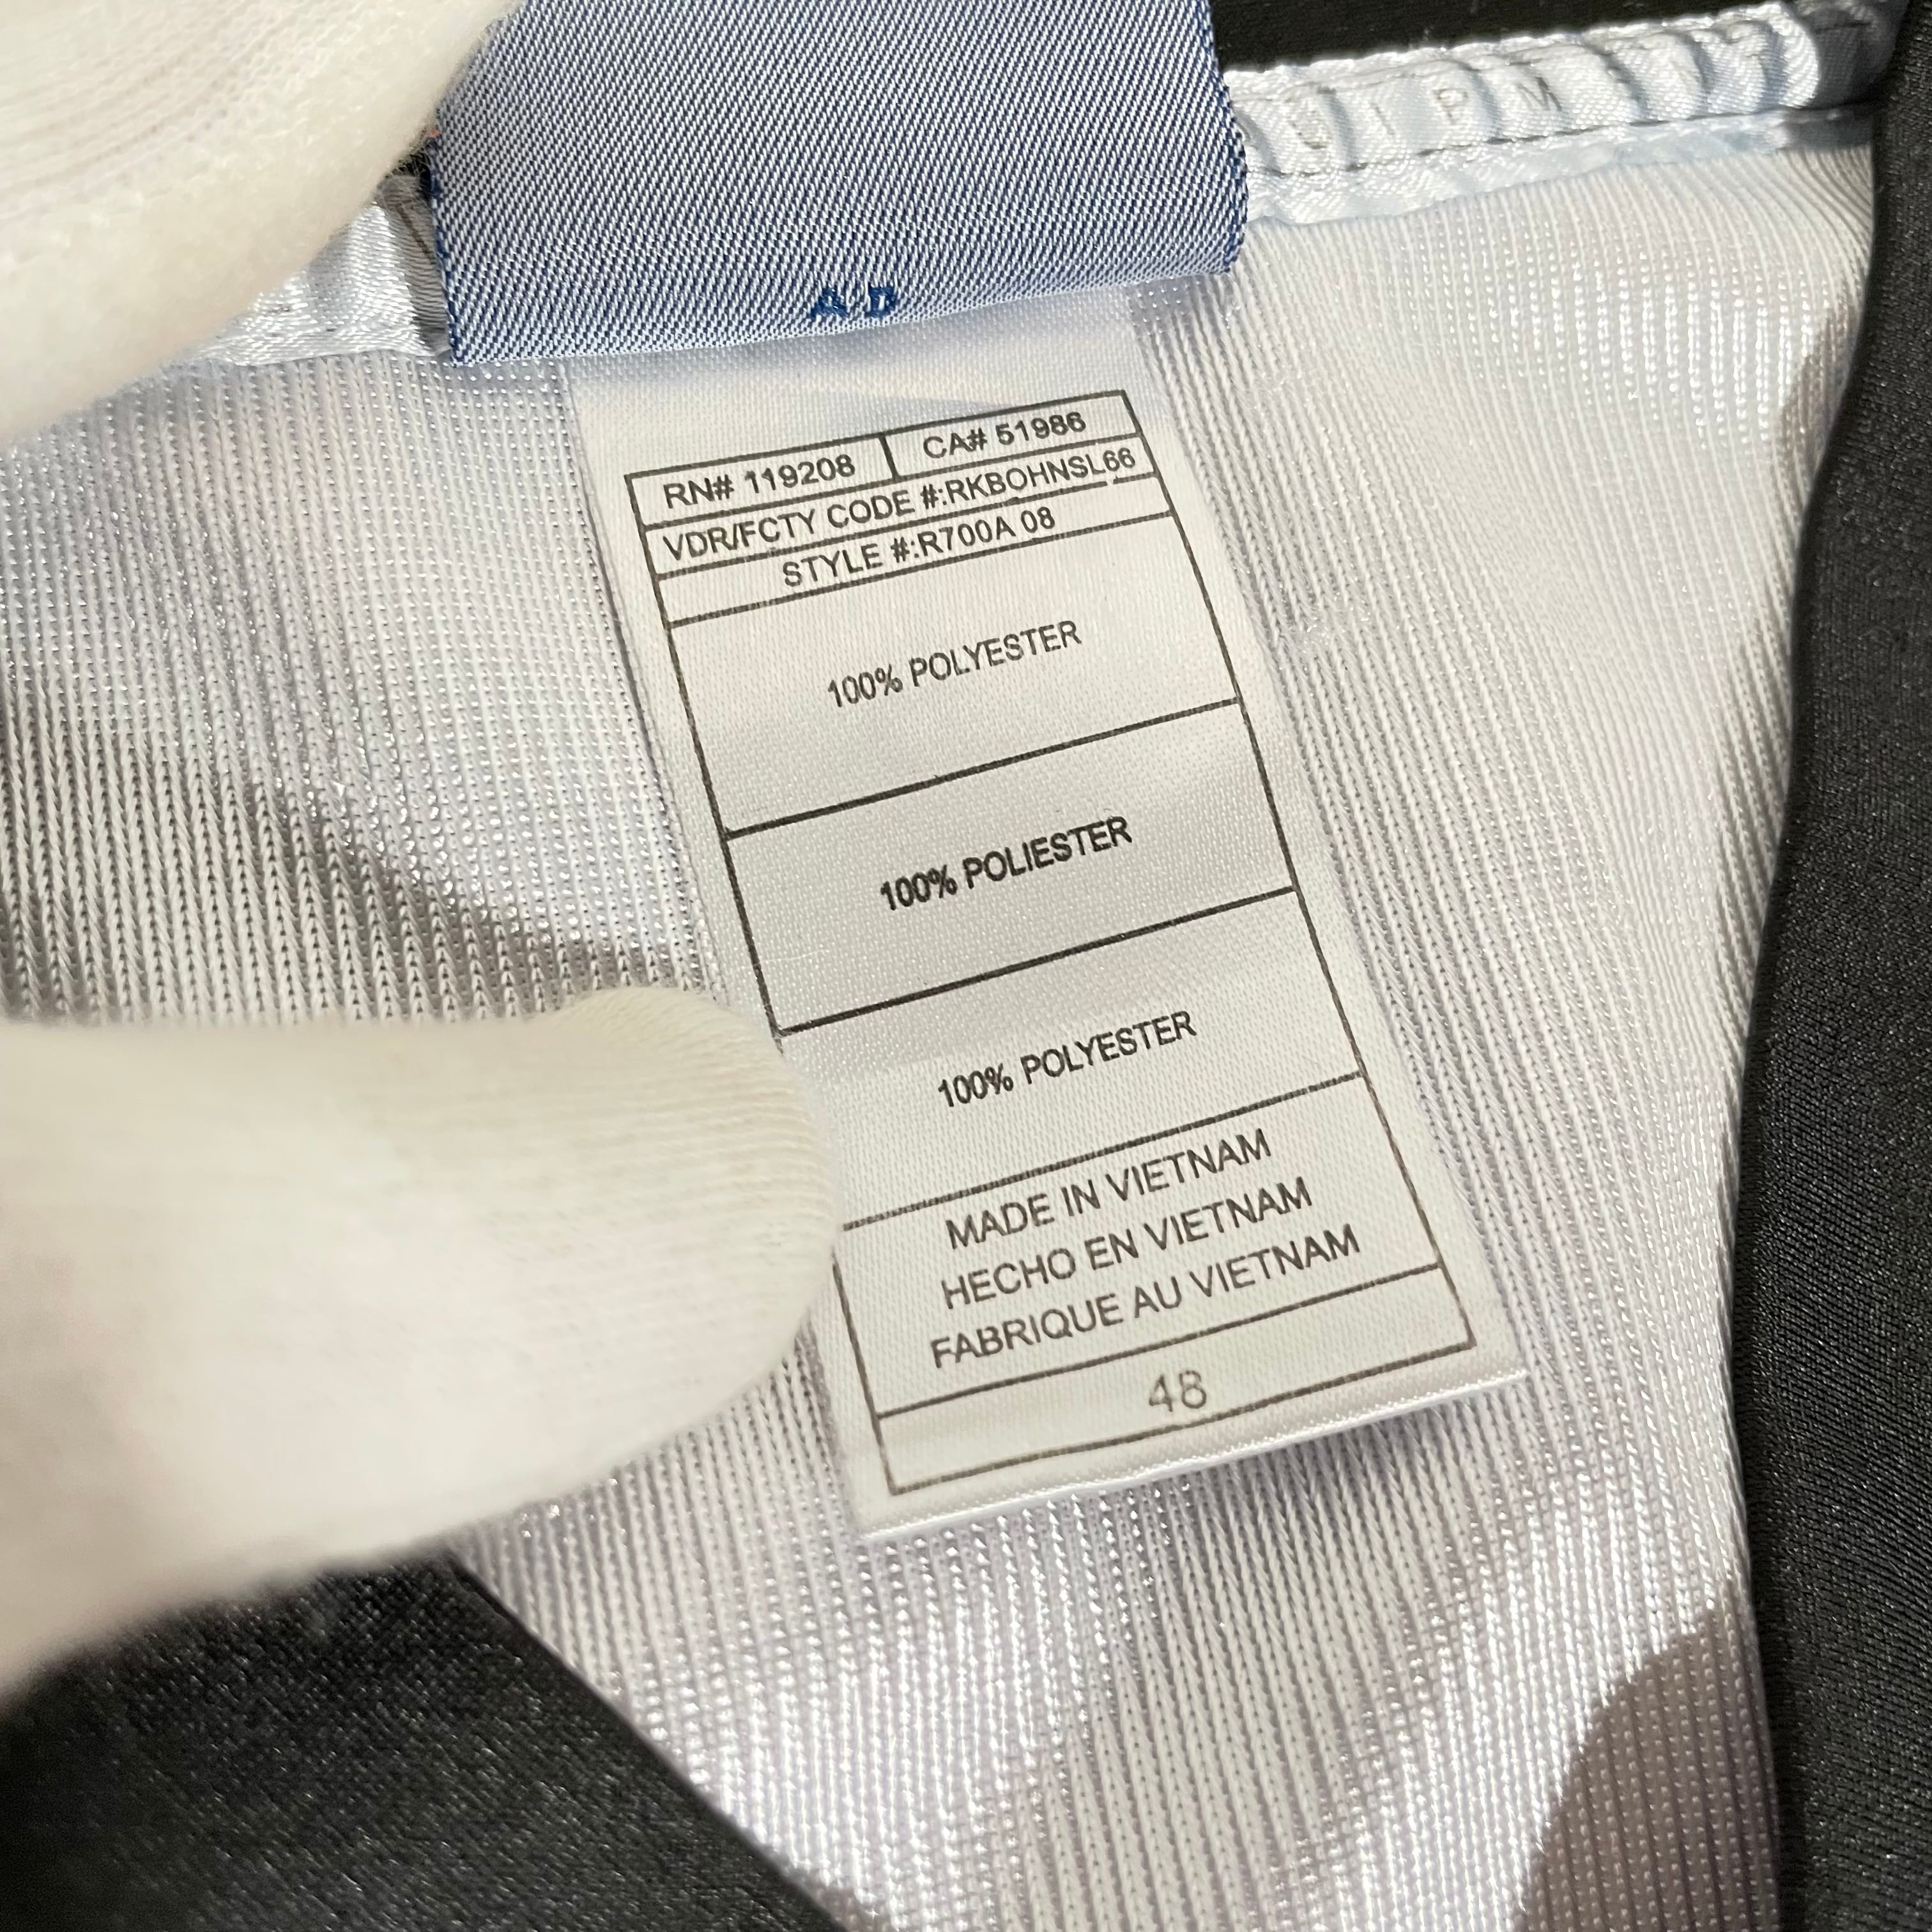 I P M
A D
RN# 119208 CA# 51986
VDR/FCTY CODE #:RKBOHNSL66
STYLE #:R700A 08
100% POLYESTER
100% POLIESTER
100% POLYESTER
MADE IN VIETNAM
HECHO EN VIETNAM
FABRIQUE AU VIETNAM
48